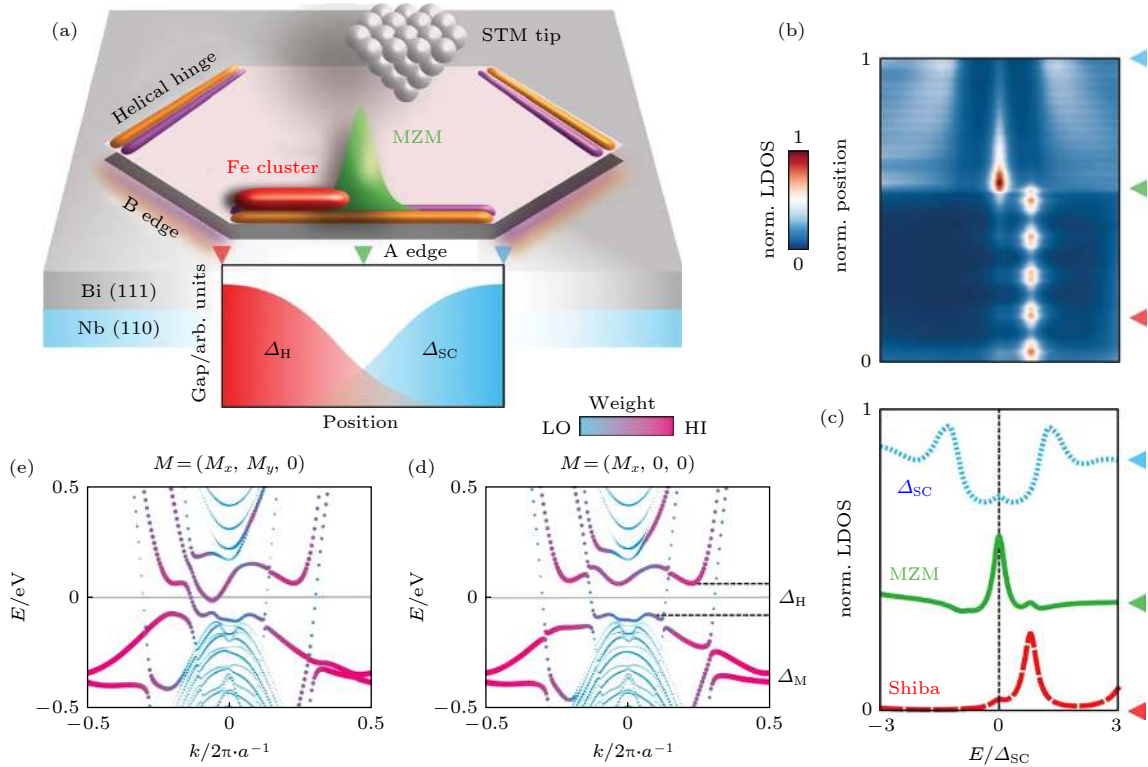 (a)
STM tip
Helical hinge
MZM
Fe cluster
B edge
A edge
Bi (111)
Nb (110)
Gap/arb. units
Δ_H
Δ_SC
Position
(b)
norm. LDOS
1
0
norm. position
1
0
Weight
LO
HI
(c)
norm. LDOS
1
Δ_SC
MZM
Shiba
0
−3
0
3
E/Δ_SC
(e)
M=(M_x, M_y, 0)
E/eV
0.5
0
−0.5
−0.5
0
0.5
k/2π·a⁻¹
(d)
M=(M_x, 0, 0)
E/eV
0.5
0
−0.5
Δ_H
Δ_M
−0.5
0
0.5
k/2π·a⁻¹